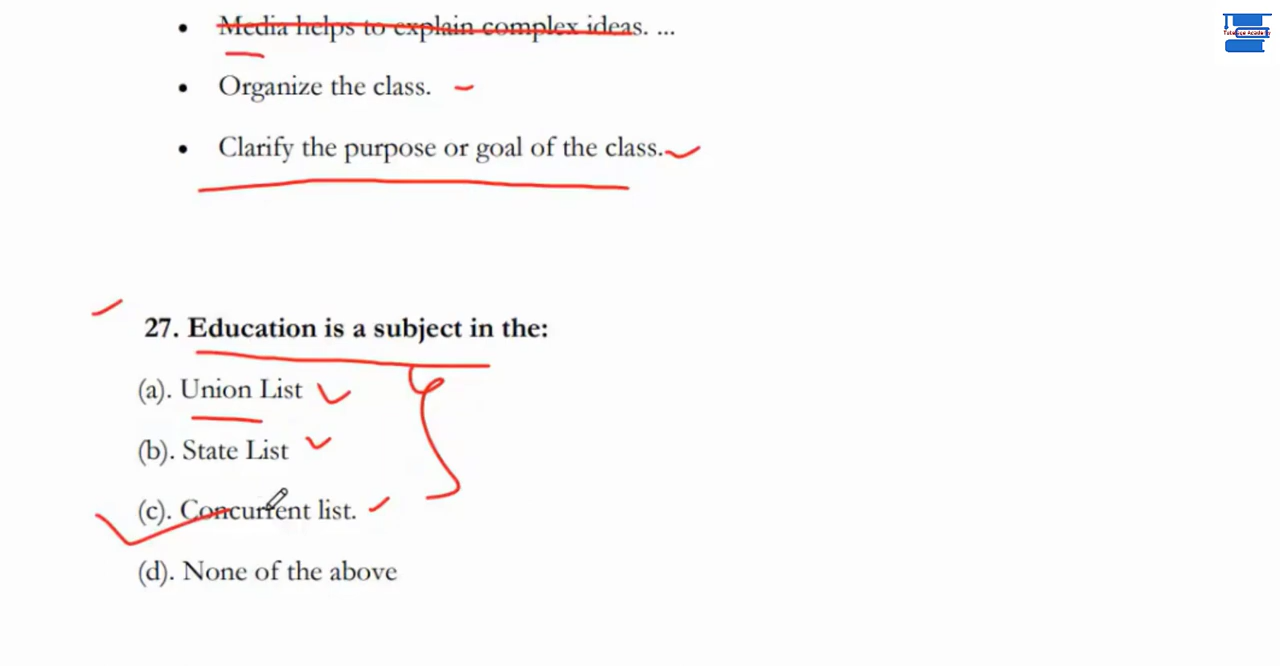 Media helps to explain complex ideas. ...
Organize the class.
Clarify the purpose or goal of the class.
27. Education is a subject in the:
(a). Union List
(b). State List
(c). Concurrent list.
(d). None of the above